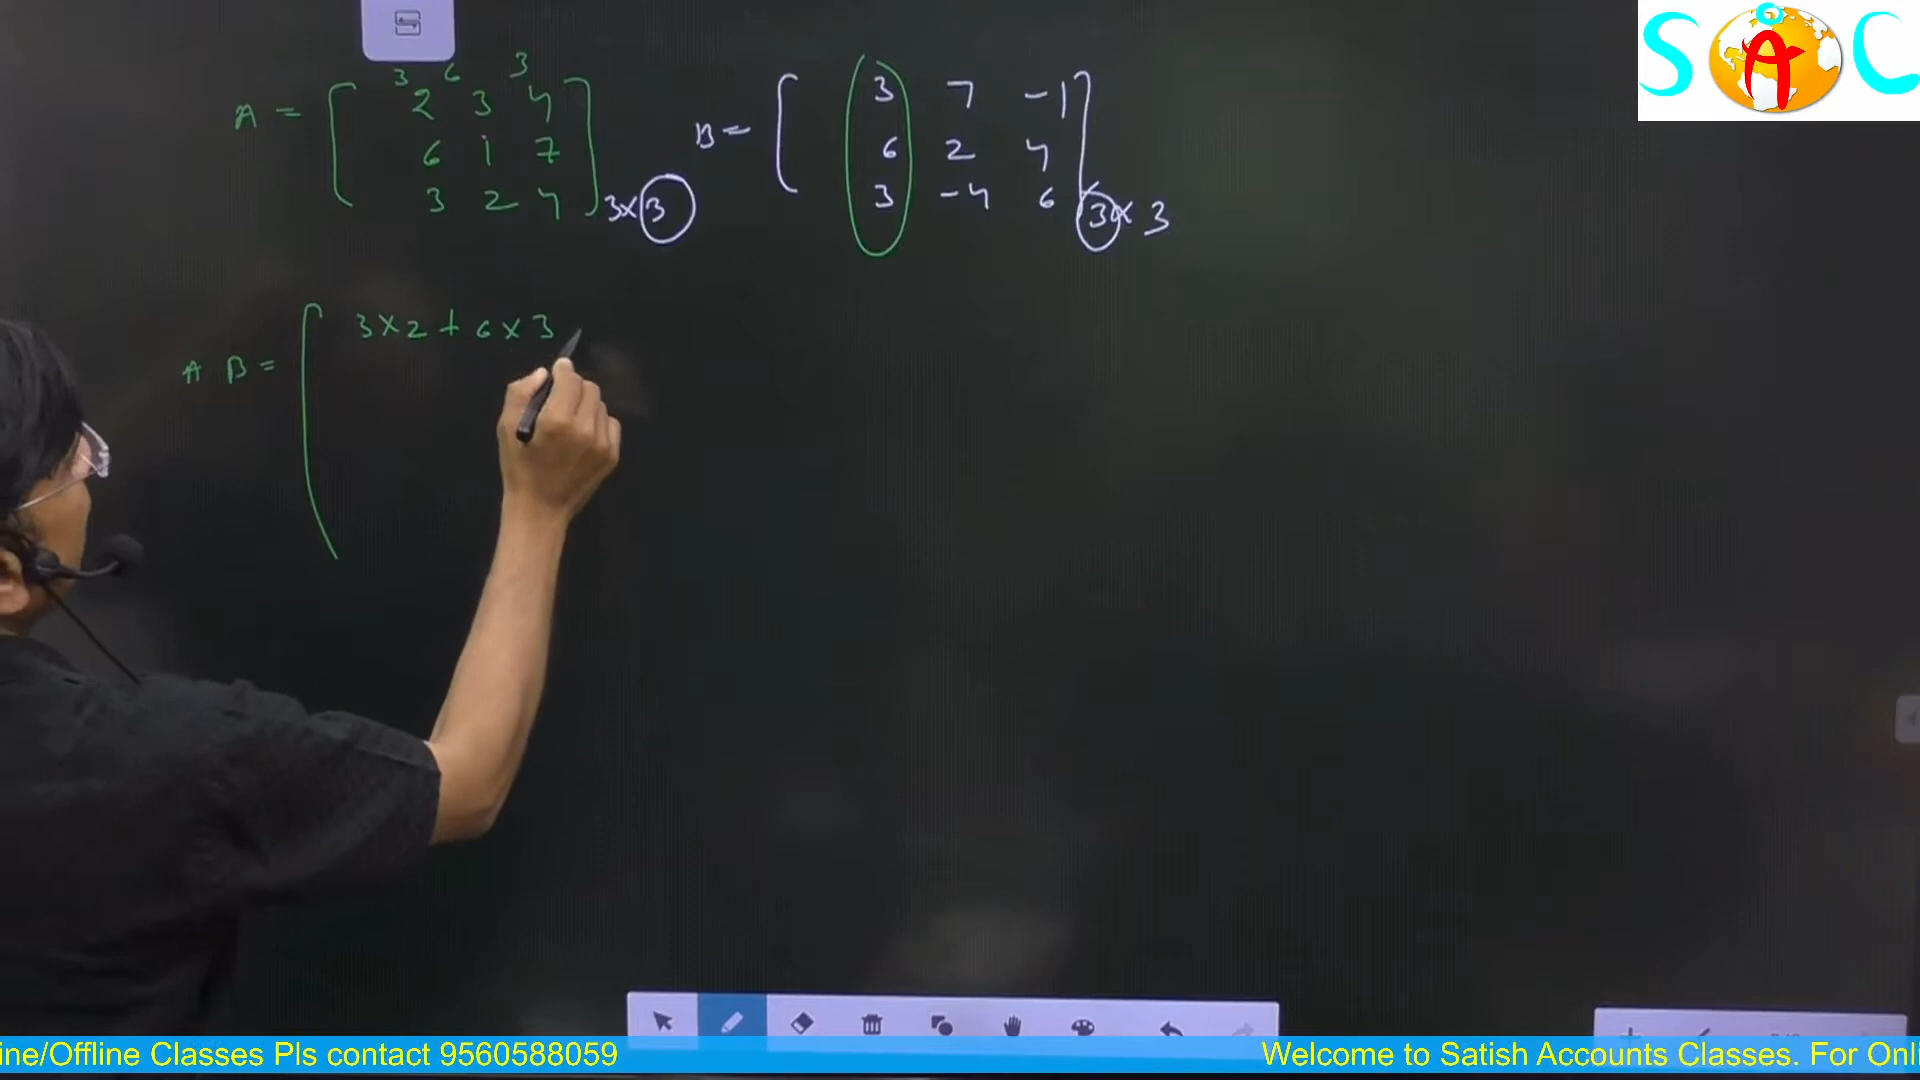 SÅC
3 6 3
A = [ 2 3 4
6 1 7
3 2 4 ] 3×3
B = [ 3 7 -1
6 2 4
3 -4 6 ] 3×3
A B = [ 3×2+6×3
ine/Offline Classes Pls contact 9560588059
Welcome to Satish Accounts Classes. For Onl